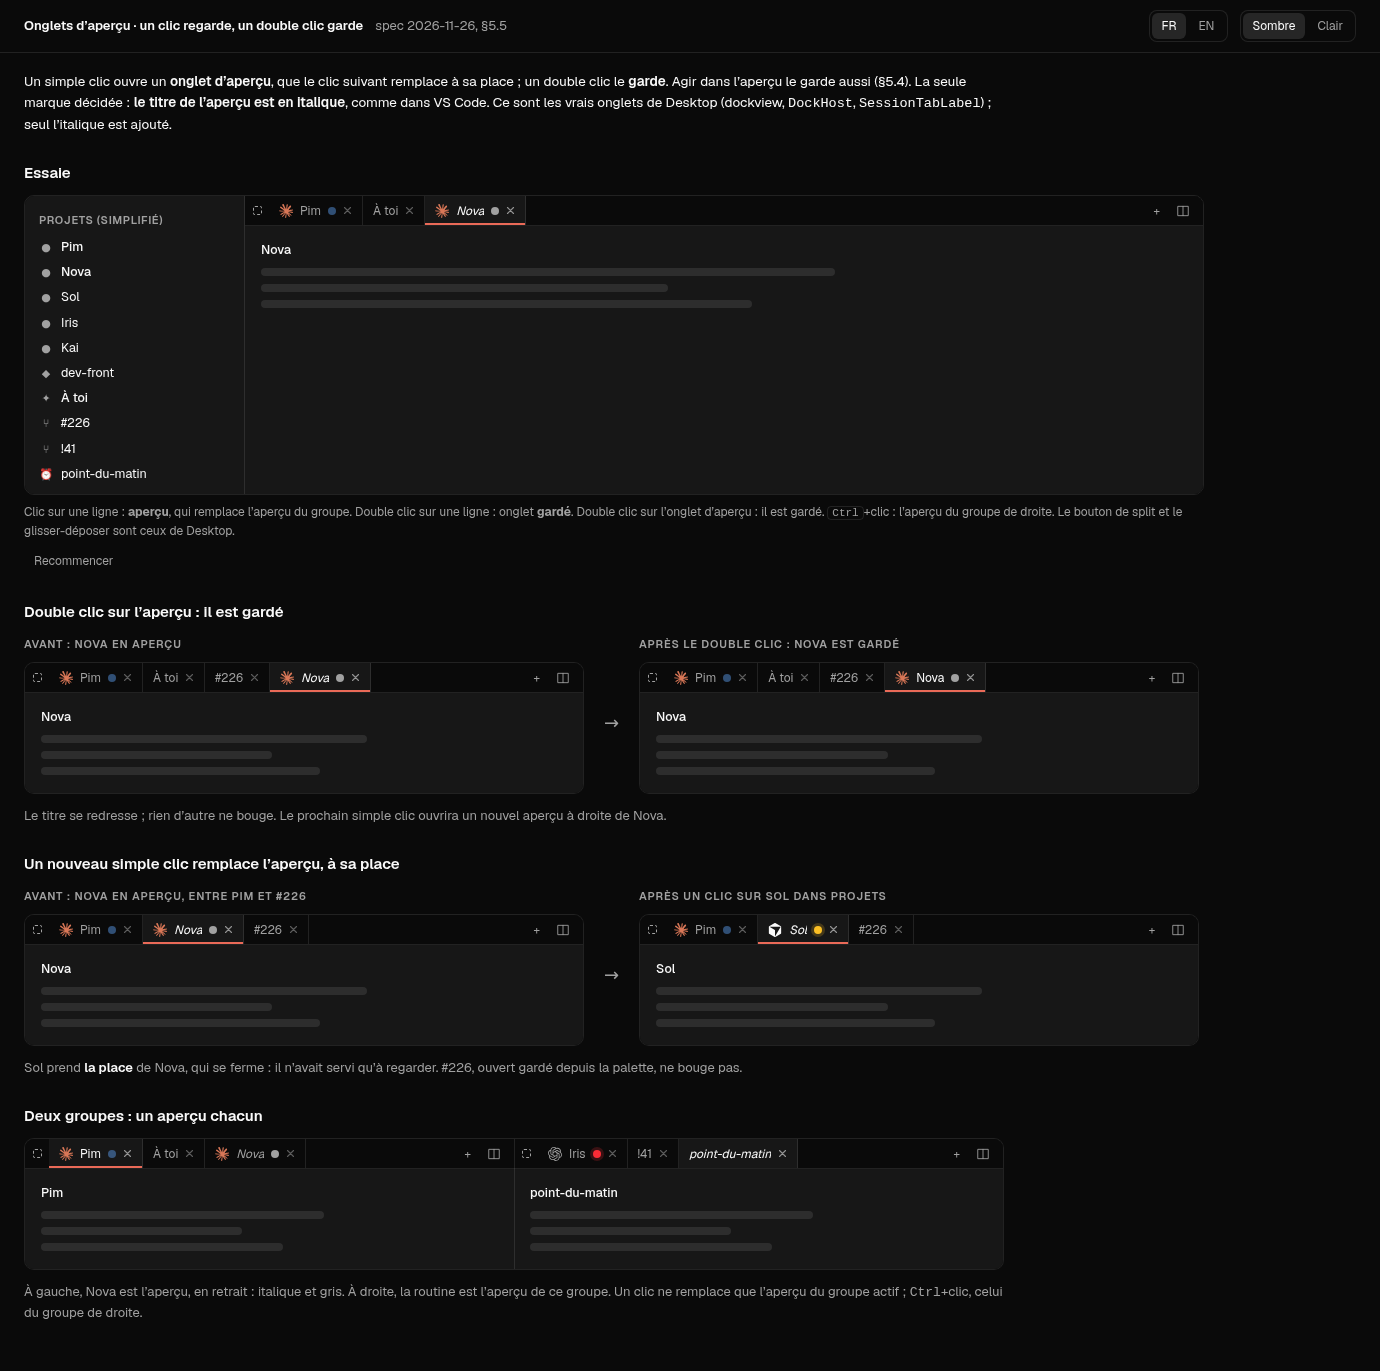 Onglets d’aperçu · un clic regarde, un double clic garde spec 2026-11-26, §5.5
FR EN Sombre Clair
Un simple clic ouvre un onglet d’aperçu, que le clic suivant remplace à sa place ; un double clic le garde. Agir dans l’aperçu le garde aussi (§5.4). La seule
marque décidée : le titre de l’aperçu est en italique, comme dans VS Code. Ce sont les vrais onglets de Desktop (dockview, DockHost, SessionTabLabel) ;
seul l’italique est ajouté.
Essaie
PROJETS (SIMPLIFIÉ)
Pim
Nova
Sol
Iris
Kai
dev-front
À toi
#226
!41
point-du-matin
Pim À toi Nova
Nova
Clic sur une ligne : aperçu, qui remplace l’aperçu du groupe. Double clic sur une ligne : onglet gardé. Double clic sur l’onglet d’aperçu : il est gardé. Ctrl+clic : l’aperçu du groupe de droite. Le bouton de split et le
glisser-déposer sont ceux de Desktop.
Recommencer
Double clic sur l’aperçu : il est gardé
AVANT : NOVA EN APERÇU
Pim À toi #226 Nova
Nova
→
APRÈS LE DOUBLE CLIC : NOVA EST GARDÉ
Pim À toi #226 Nova
Nova
Le titre se redresse ; rien d’autre ne bouge. Le prochain simple clic ouvrira un nouvel aperçu à droite de Nova.
Un nouveau simple clic remplace l’aperçu, à sa place
AVANT : NOVA EN APERÇU, ENTRE PIM ET #226
Pim Nova #226
Nova
→
APRÈS UN CLIC SUR SOL DANS PROJETS
Pim Sol #226
Sol
Sol prend la place de Nova, qui se ferme : il n’avait servi qu’à regarder. #226, ouvert gardé depuis la palette, ne bouge pas.
Deux groupes : un aperçu chacun
Pim À toi Nova
Pim
Iris !41 point-du-matin
point-du-matin
À gauche, Nova est l’aperçu, en retrait : italique et gris. À droite, la routine est l’aperçu de ce groupe. Un clic ne remplace que l’aperçu du groupe actif ; Ctrl+clic, celui
du groupe de droite.